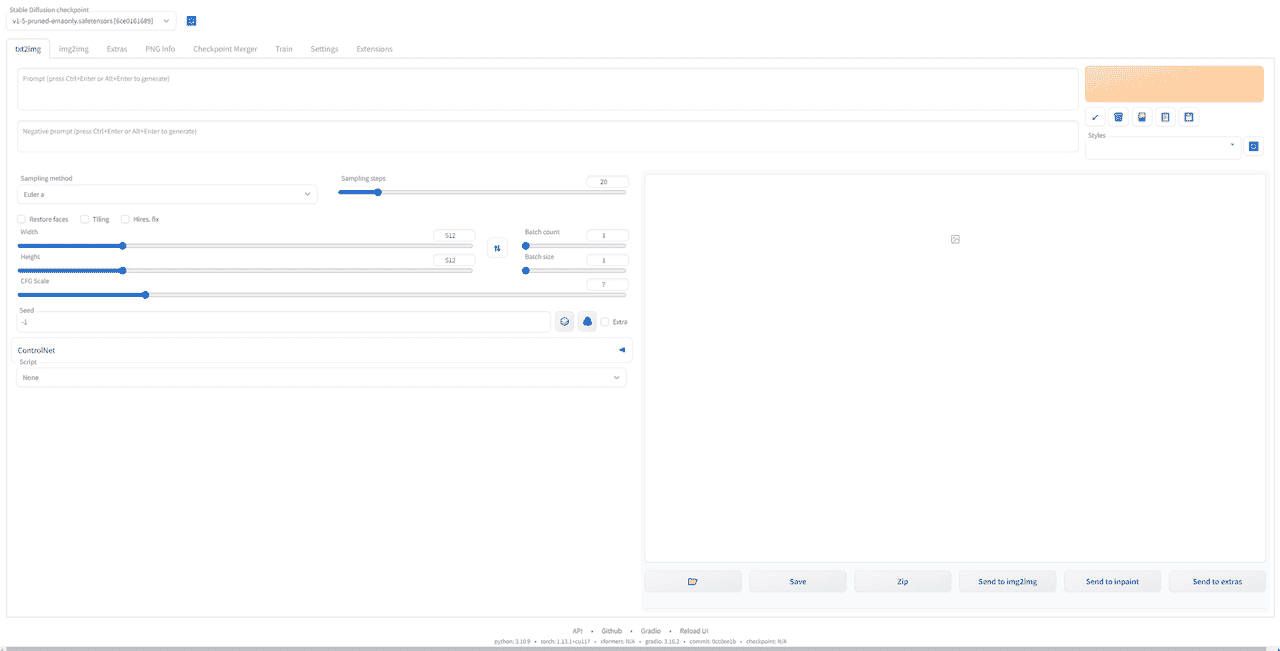 Stable Diffusion checkpoint
v1-5-pruned-emaonly.safetensors [6ce0161689]
txt2img img2img Extras PNG Info Checkpoint Merger Train Settings Extensions
Prompt (press Ctrl+Enter or Alt+Enter to generate)
Negative prompt (press Ctrl+Enter or Alt+Enter to generate)
Styles
Sampling method
Euler a
Sampling steps 20
Restore faces Tiling Hires. fix
Width 512
Batch count 1
Height 512
Batch size 1
CFG Scale 7
Seed
-1
Extra
ControlNet
Script
None
Save Zip Send to img2img Send to inpaint Send to extras
API • Github • Gradio • Reload UI
python: 3.10.9 • torch: 1.13.1+cu117 • xformers: N/A • gradio: 3.16.2 • commit: 0cc0ee1b • checkpoint: N/A